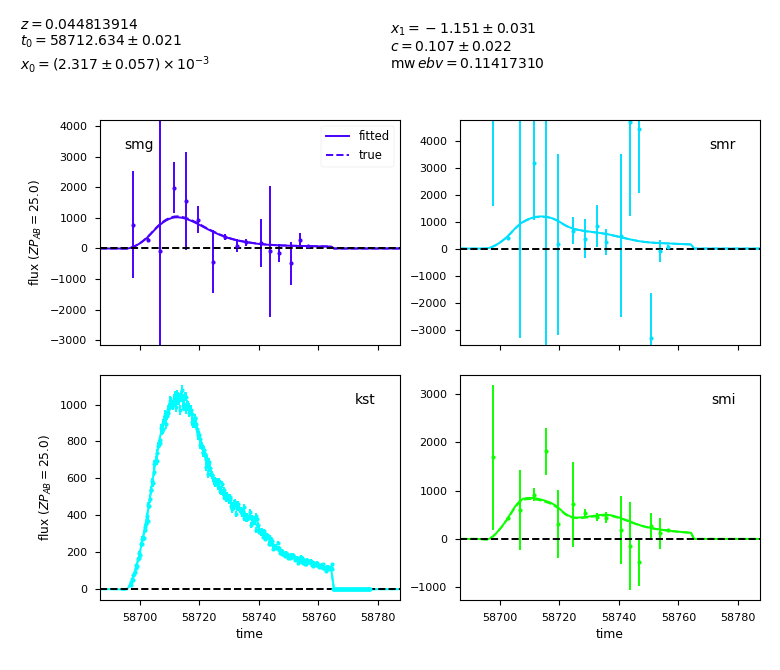 z = 0.044813914
t₀ = 58712.634 ± 0.021
x₀ = (2.317 ± 0.057) × 10⁻³
x₁ = −1.151 ± 0.031
c = 0.107 ± 0.022
mw ebv = 0.11417310
4000
3000
2000
1000
0
−1000
−2000
−3000
flux (ZP_AB = 25.0)
smg
fitted
true
4000
3000
2000
1000
0
−1000
−2000
−3000
smr
1000
800
600
400
200
0
flux (ZP_AB = 25.0)
kst
58700 58720 58740 58760 58780
time
3000
2000
1000
0
−1000
smi
58700 58720 58740 58760 58780
time